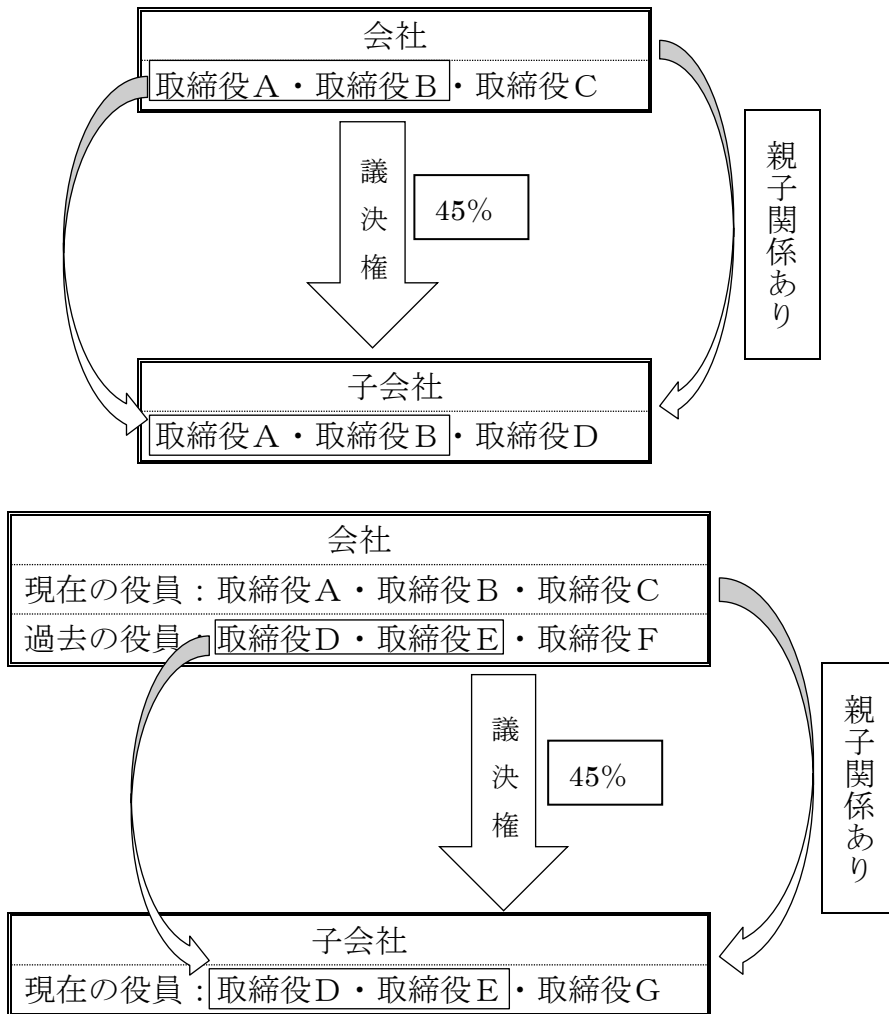 会社
取締役A・取締役B・取締役C
議決権
45%
親子関係あり
子会社
取締役A・取締役B・取締役D
会社
現在の役員:取締役A・取締役B・取締役C
過去の役員:取締役D・取締役E・取締役F
議決権
45%
親子関係あり
子会社
現在の役員:取締役D・取締役E・取締役G